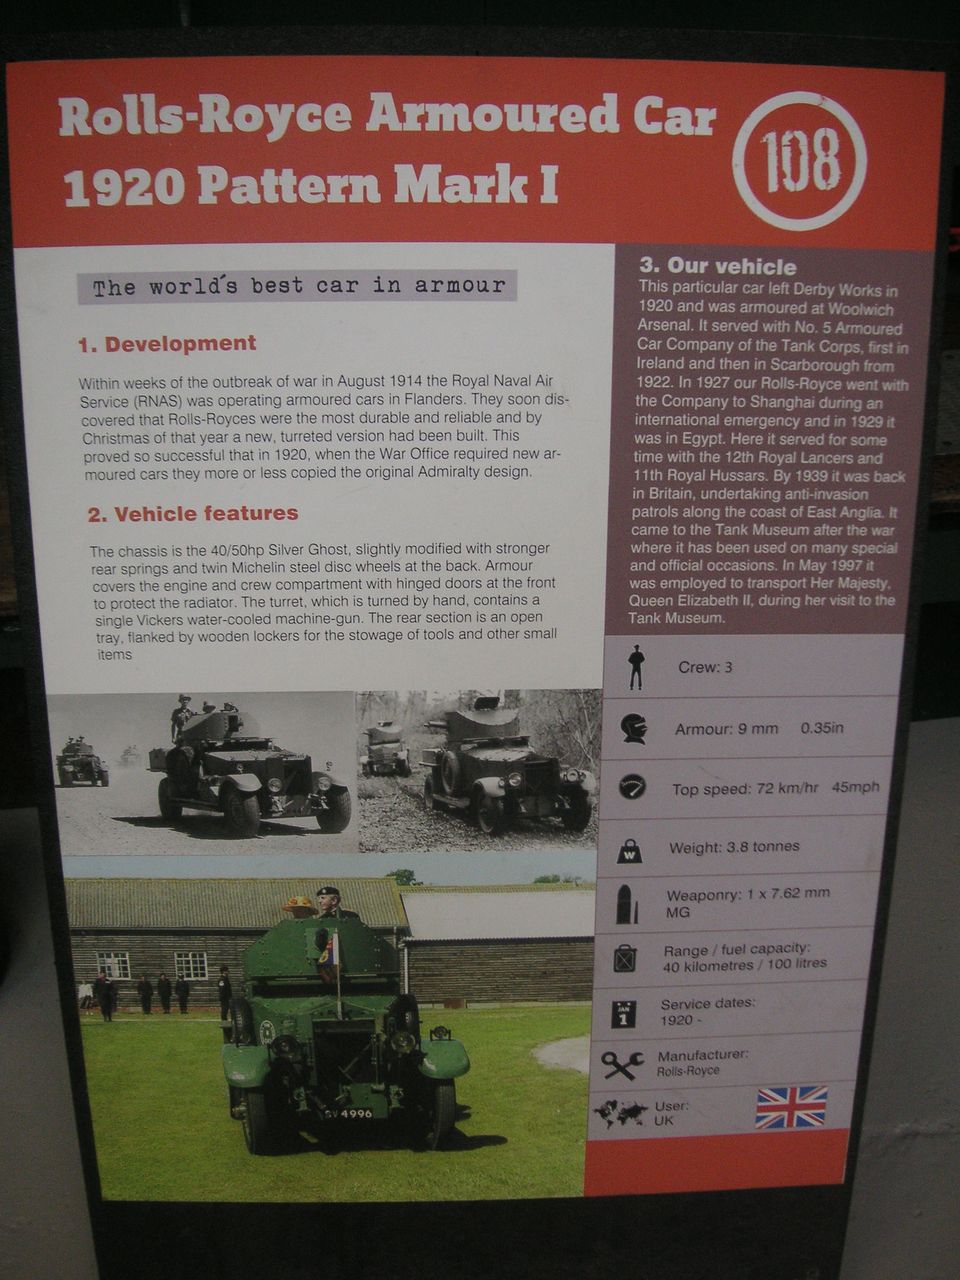 Rolls-Royce Armoured Car
1920 Pattern Mark I
108
The world's best car in armour
1. Development
Within weeks of the outbreak of war in August 1914 the Royal Naval Air
Service (RNAS) was operating armoured cars in Flanders. They soon dis-
covered that Rolls-Royces were the most durable and reliable and by
Christmas of that year a new, turreted version had been built. This
proved so successful that in 1920, when the War Office required new ar-
moured cars they more or less copied the original Admiralty design.
2. Vehicle features
The chassis is the 40/50hp Silver Ghost, slightly modified with stronger
rear springs and twin Michelin steel disc wheels at the back. Armour
covers the engine and crew compartment with hinged doors at the front
to protect the radiator. The turret, which is turned by hand, contains a
single Vickers water-cooled machine-gun. The rear section is an open
tray, flanked by wooden lockers for the stowage of tools and other small
items
3. Our vehicle
This particular car left Derby Works in
1920 and was armoured at Woolwich
Arsenal. It served with No. 5 Armoured
Car Company of the Tank Corps, first in
Ireland and then in Scarborough from
1922. In 1927 our Rolls-Royce went with
the Company to Shanghai during an
international emergency and in 1929 it
was in Egypt. Here it served for some
time with the 12th Royal Lancers and
11th Royal Hussars. By 1939 it was back
in Britain, undertaking anti-invasion
patrols along the coast of East Anglia. It
came to the Tank Museum after the war
where it has been used on many special
and official occasions. In May 1997 it
was employed to transport Her Majesty,
Queen Elizabeth II, during her visit to the
Tank Museum.
Crew: 3
Armour: 9 mm 0.35in
Top speed: 72 km/hr 45mph
W
Weight: 3.8 tonnes
Weaponry: 1 x 7.62 mm
MG
Range / fuel capacity:
40 kilometres / 100 litres
JAN
1
Service dates:
1920 -
Manufacturer:
Rolls-Royce
User:
UK
4996